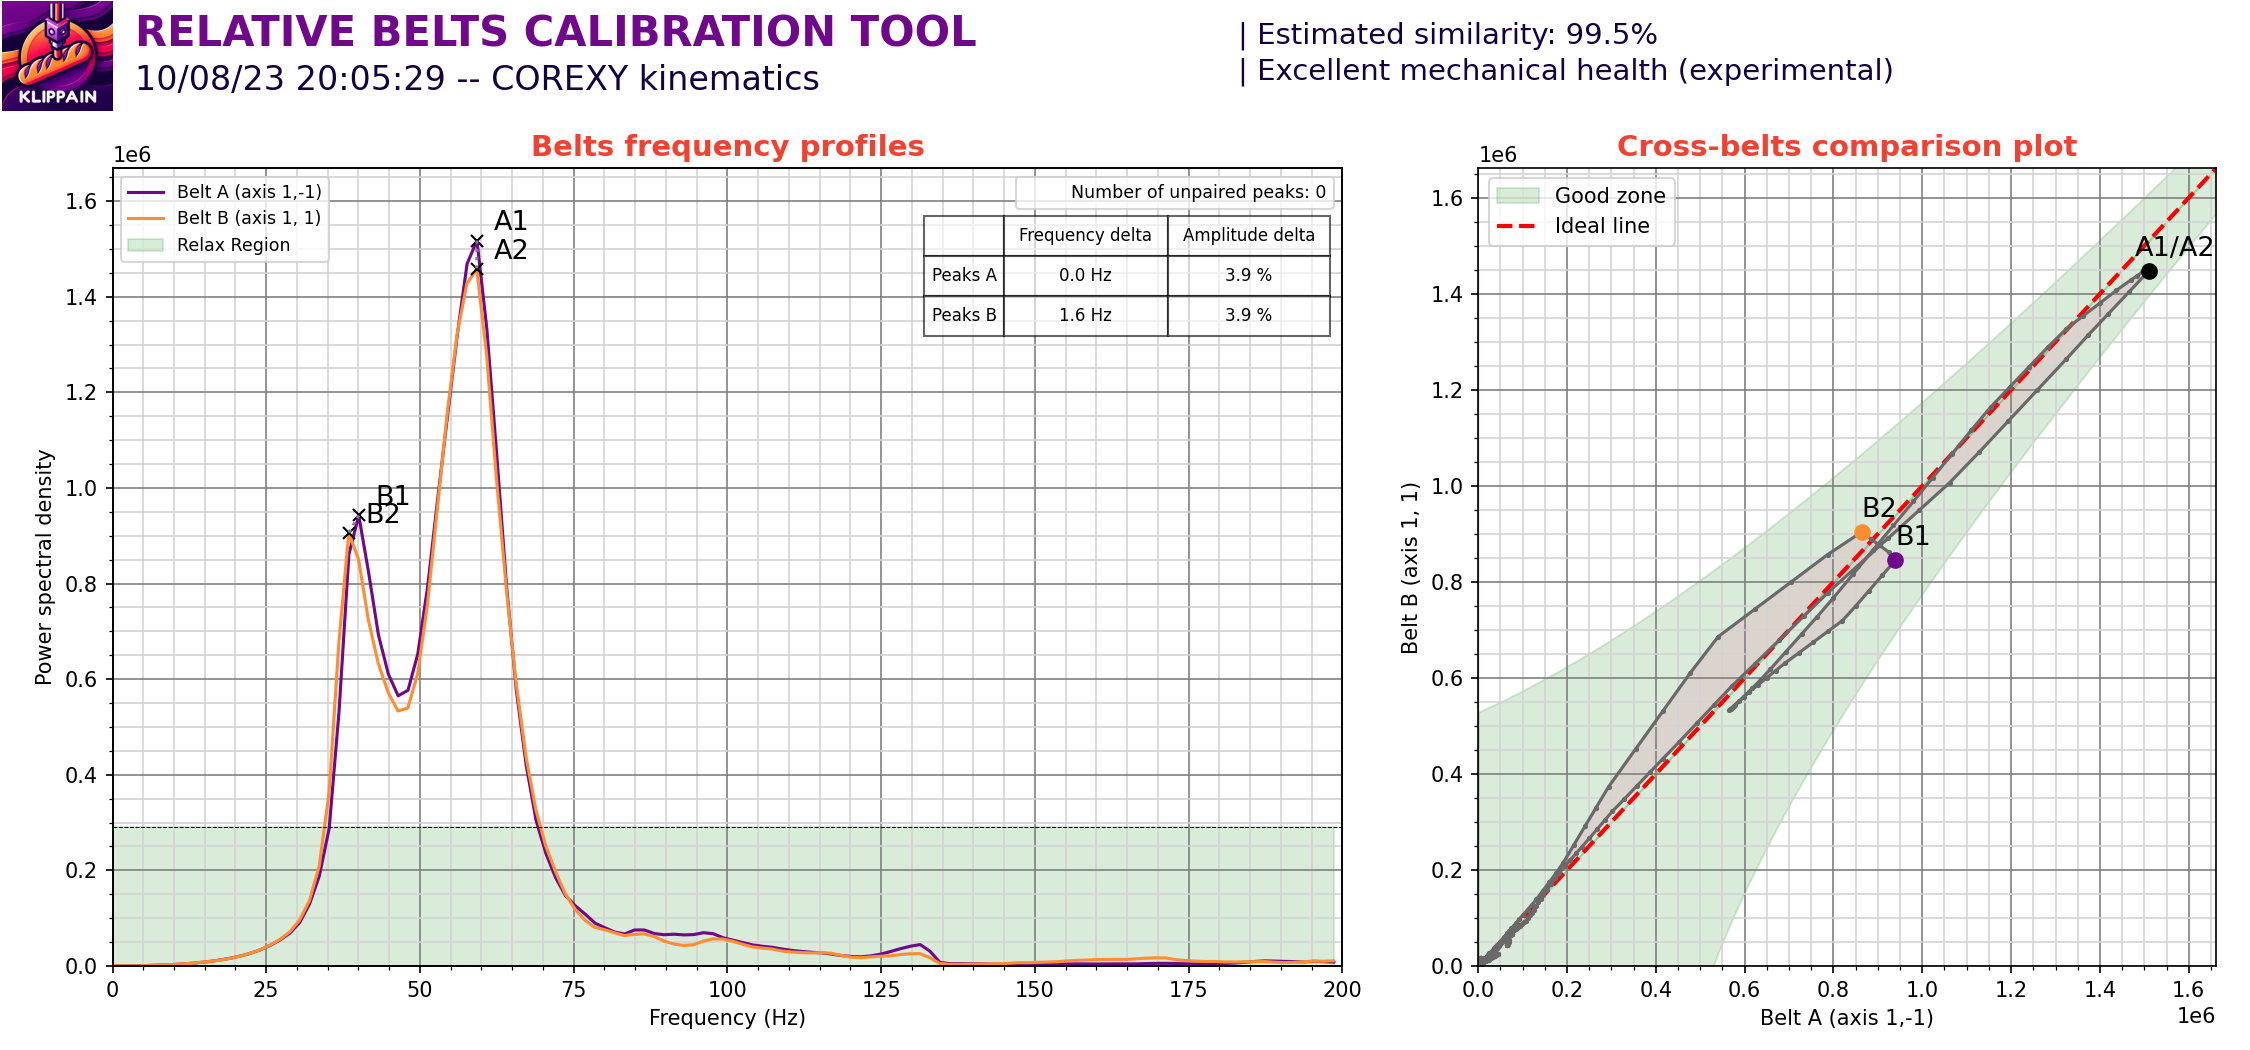 KLIPPAIN
RELATIVE BELTS CALIBRATION TOOL
10/08/23 20:05:29 -- COREXY kinematics
| Estimated similarity: 99.5%
| Excellent mechanical health (experimental)
Belts frequency profiles
1e6
Belt A (axis 1,-1)
Belt B (axis 1, 1)
Relax Region
Number of unpaired peaks: 0
Frequency delta Amplitude delta
Peaks A 0.0 Hz 3.9 %
Peaks B 1.6 Hz 3.9 %
A1
A2
B1
B2
Power spectral density
1.6
1.4
1.2
1.0
0.8
0.6
0.4
0.2
0.0
0 25 50 75 100 125 150 175 200
Frequency (Hz)
Cross-belts comparison plot
1e6
Good zone
Ideal line
A1/A2
B2
B1
Belt B (axis 1, 1)
1.6
1.4
1.2
1.0
0.8
0.6
0.4
0.2
0.0
0.0 0.2 0.4 0.6 0.8 1.0 1.2 1.4 1.6
Belt A (axis 1,-1)
1e6